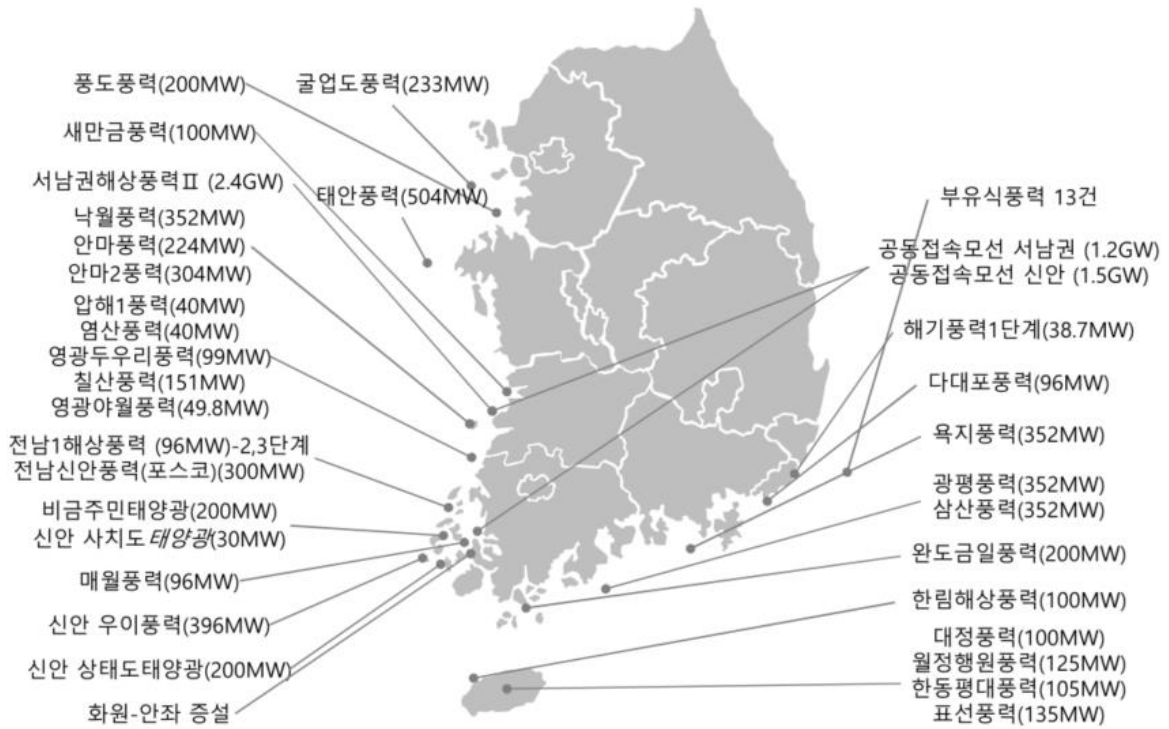 풍도풍력(200MW)
굴업도풍력(233MW)
새만금풍력(100MW)
서남권해상풍력Ⅱ (2.4GW)
태안풍력(504MW)
낙월풍력(352MW)
안마풍력(224MW)
안마2풍력(304MW)
압해1풍력(40MW)
염산풍력(40MW)
영광두우리풍력(99MW)
칠산풍력(151MW)
영광야월풍력(49.8MW)
전남1해상풍력 (96MW)-2,3단계
전남신안풍력(포스코)(300MW)
비금주민태양광(200MW)
신안 사치도태양광(30MW)
매월풍력(96MW)
신안 우이풍력(396MW)
신안 상태도태양광(200MW)
화원-안좌 증설
부유식풍력 13건
공동접속모선 서남권 (1.2GW)
공동접속모선 신안 (1.5GW)
해기풍력1단계(38.7MW)
다대포풍력(96MW)
욕지풍력(352MW)
광평풍력(352MW)
삼산풍력(352MW)
완도금일풍력(200MW)
한림해상풍력(100MW)
대정풍력(100MW)
월정행원풍력(125MW)
한동평대풍력(105MW)
표선풍력(135MW)